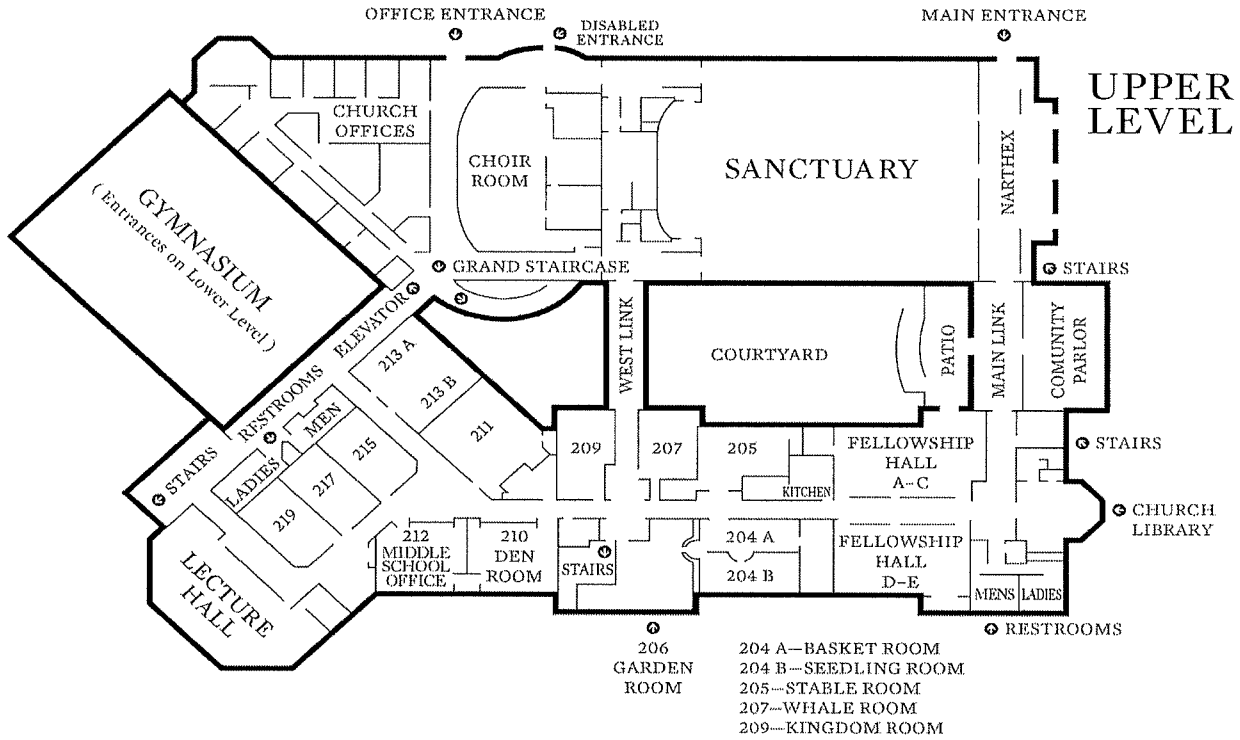 OFFICE ENTRANCE
DISABLED
ENTRANCE
MAIN ENTRANCE
UPPER
LEVEL
CHURCH
OFFICES
CHOIR
ROOM
SANCTUARY
NARTHEX
GYMNASIUM
( Entrances on Lower Level )
GRAND STAIRCASE
STAIRS
ELEVATOR
RESTROOMS
STAIRS
WEST LINK
COURTYARD
PATIO
MAIN LINK
COMUNITY
PARLOR
213 A
213 B
211
MEN
LADIES
215
217
219
209
207
205
KITCHEN
FELLOWSHIP
HALL
A-C
STAIRS
CHURCH
LIBRARY
LECTURE
HALL
212
MIDDLE
SCHOOL
OFFICE
210
DEN
ROOM
STAIRS
204 A
204 B
FELLOWSHIP
HALL
D-E
MENS
LADIES
RESTROOMS
206
GARDEN
ROOM
204 A—BASKET ROOM
204 B—SEEDLING ROOM
205—STABLE ROOM
207—WHALE ROOM
209—KINGDOM ROOM